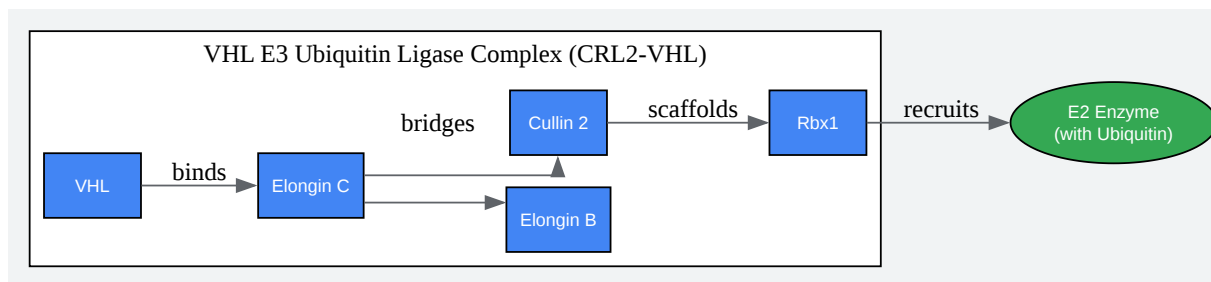 VHL E3 Ubiquitin Ligase Complex (CRL2-VHL)
VHL
binds
Elongin C
bridges
Cullin 2
Elongin B
scaffolds
Rbx1
recruits
E2 Enzyme
(with Ubiquitin)